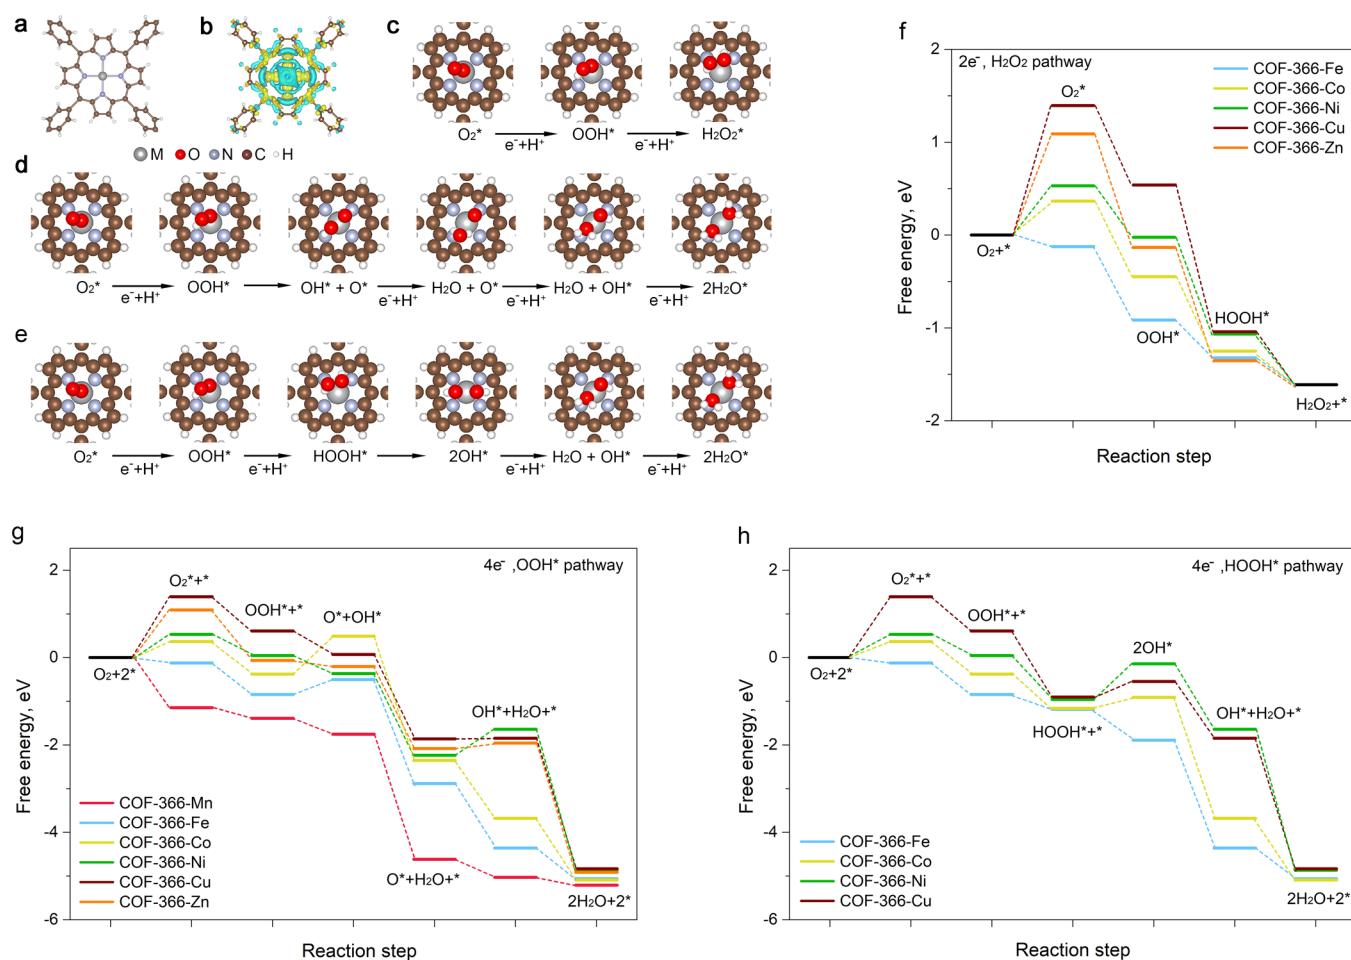 a
b
c
O₂*
e⁻+H⁺
OOH*
e⁻+H⁺
H₂O₂*
M O N C H
d
O₂*
e⁻+H⁺
OOH*
OH* + O*
e⁻+H⁺
H₂O + O*
e⁻+H⁺
H₂O + OH*
e⁻+H⁺
2H₂O*
e
O₂*
e⁻+H⁺
OOH*
e⁻+H⁺
HOOH*
2OH*
e⁻+H⁺
H₂O + OH*
e⁻+H⁺
2H₂O*
f
2e⁻, H₂O₂ pathway
COF-366-Fe
COF-366-Co
COF-366-Ni
COF-366-Cu
COF-366-Zn
2
1
0
-1
-2
Free energy, eV
O₂+*
O₂*
OOH*
HOOH*
H₂O₂+*
Reaction step
g
4e⁻ ,OOH* pathway
2
0
-2
-4
-6
Free energy, eV
O₂+2*
O₂*+*
OOH*+*
O*+OH*
O*+H₂O+*
OH*+H₂O+*
2H₂O+2*
COF-366-Mn
COF-366-Fe
COF-366-Co
COF-366-Ni
COF-366-Cu
COF-366-Zn
Reaction step
h
4e⁻ ,HOOH* pathway
2
0
-2
-4
-6
Free energy, eV
O₂+2*
O₂*+*
OOH*+*
HOOH*+*
2OH*
OH*+H₂O+*
2H₂O+2*
COF-366-Fe
COF-366-Co
COF-366-Ni
COF-366-Cu
Reaction step